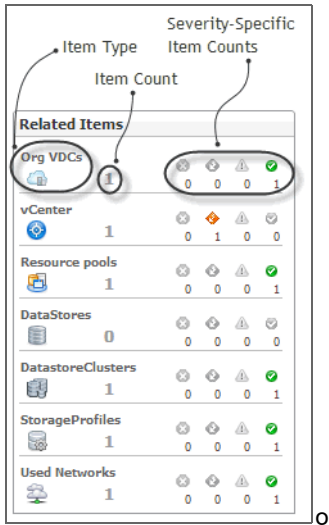 Severity-Specific
Item Type Item Counts
Item Count
Related Items
Org VDCs
1 0 0 0 1
vCenter
1 0 1 0 0
Resource pools
1 0 0 0 1
DataStores
0 0 0 0 0
DatastoreClusters
1 0 0 0 1
StorageProfiles
1 0 0 0 1
Used Networks
1 0 0 0 1
o